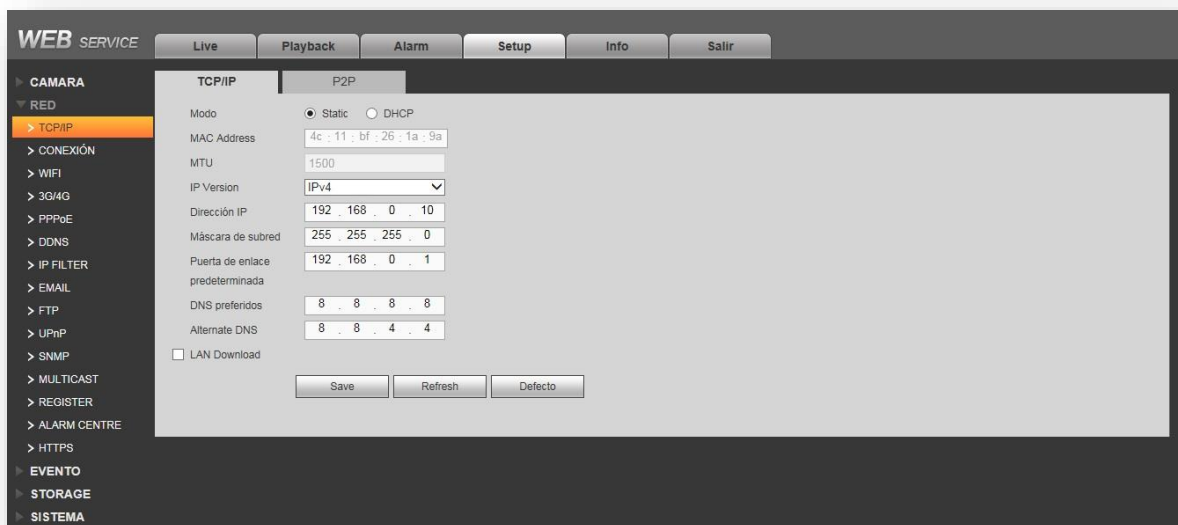 WEB SERVICE
Live Playback Alarm Setup Info Salir
CAMARA
RED
> TCP/IP
> CONEXIÓN
> WIFI
> 3G/4G
> PPPoE
> DDNS
> IP FILTER
> EMAIL
> FTP
> UPnP
> SNMP
> MULTICAST
> REGISTER
> ALARM CENTRE
> HTTPS
EVENTO
STORAGE
SISTEMA
TCP/IP P2P
Modo Static DHCP
MAC Address 4c : 11 : bf : 26 : 1a : 9a
MTU 1500
IP Version IPv4
Dirección IP 192 . 168 . 0 . 10
Máscara de subred 255 . 255 . 255 . 0
Puerta de enlace predeterminada 192 . 168 . 0 . 1
DNS preferidos 8 . 8 . 8 . 8
Alternate DNS 8 . 8 . 4 . 4
LAN Download
Save Refresh Defecto